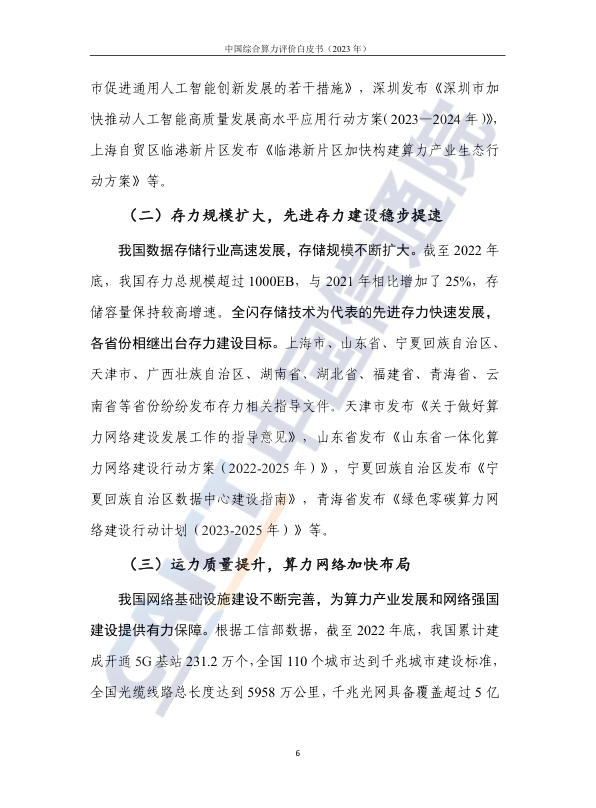 中国综合算力评价白皮书（2023 年）
市促进通用人工智能创新发展的若干措施》，深圳发布《深圳市加
快推动人工智能高质量发展高水平应用行动方案（2023—2024 年）》，
上海自贸区临港新片区发布《临港新片区加快构建算力产业生态行
动方案》等。
（二）存力规模扩大，先进存力建设稳步提速
我国数据存储行业高速发展，存储规模不断扩大。截至 2022 年
底，我国存力总规模超过 1000EB，与 2021 年相比增加了 25%，存
储容量保持较高增速。全闪存储技术为代表的先进存力快速发展，
各省份相继出台存力建设目标。上海市、山东省、宁夏回族自治区、
天津市、广西壮族自治区、湖南省、湖北省、福建省、青海省、云
南省等省份纷纷发布存力相关指导文件。天津市发布《关于做好算
力网络建设发展工作的指导意见》，山东省发布《山东省一体化算
力网络建设行动方案（2022-2025 年）》，宁夏回族自治区发布《宁
夏回族自治区数据中心建设指南》，青海省发布《绿色零碳算力网
络建设行动计划（2023-2025 年）》等。
（三）运力质量提升，算力网络加快布局
我国网络基础设施建设不断完善，为算力产业发展和网络强国
建设提供有力保障。根据工信部数据，截至 2022 年底，我国累计建
成开通 5G 基站 231.2 万个，全国 110 个城市达到千兆城市建设标准，
全国光缆线路总长度达到 5958 万公里，千兆光网具备覆盖超过 5 亿
6
CAICT 中国信通院